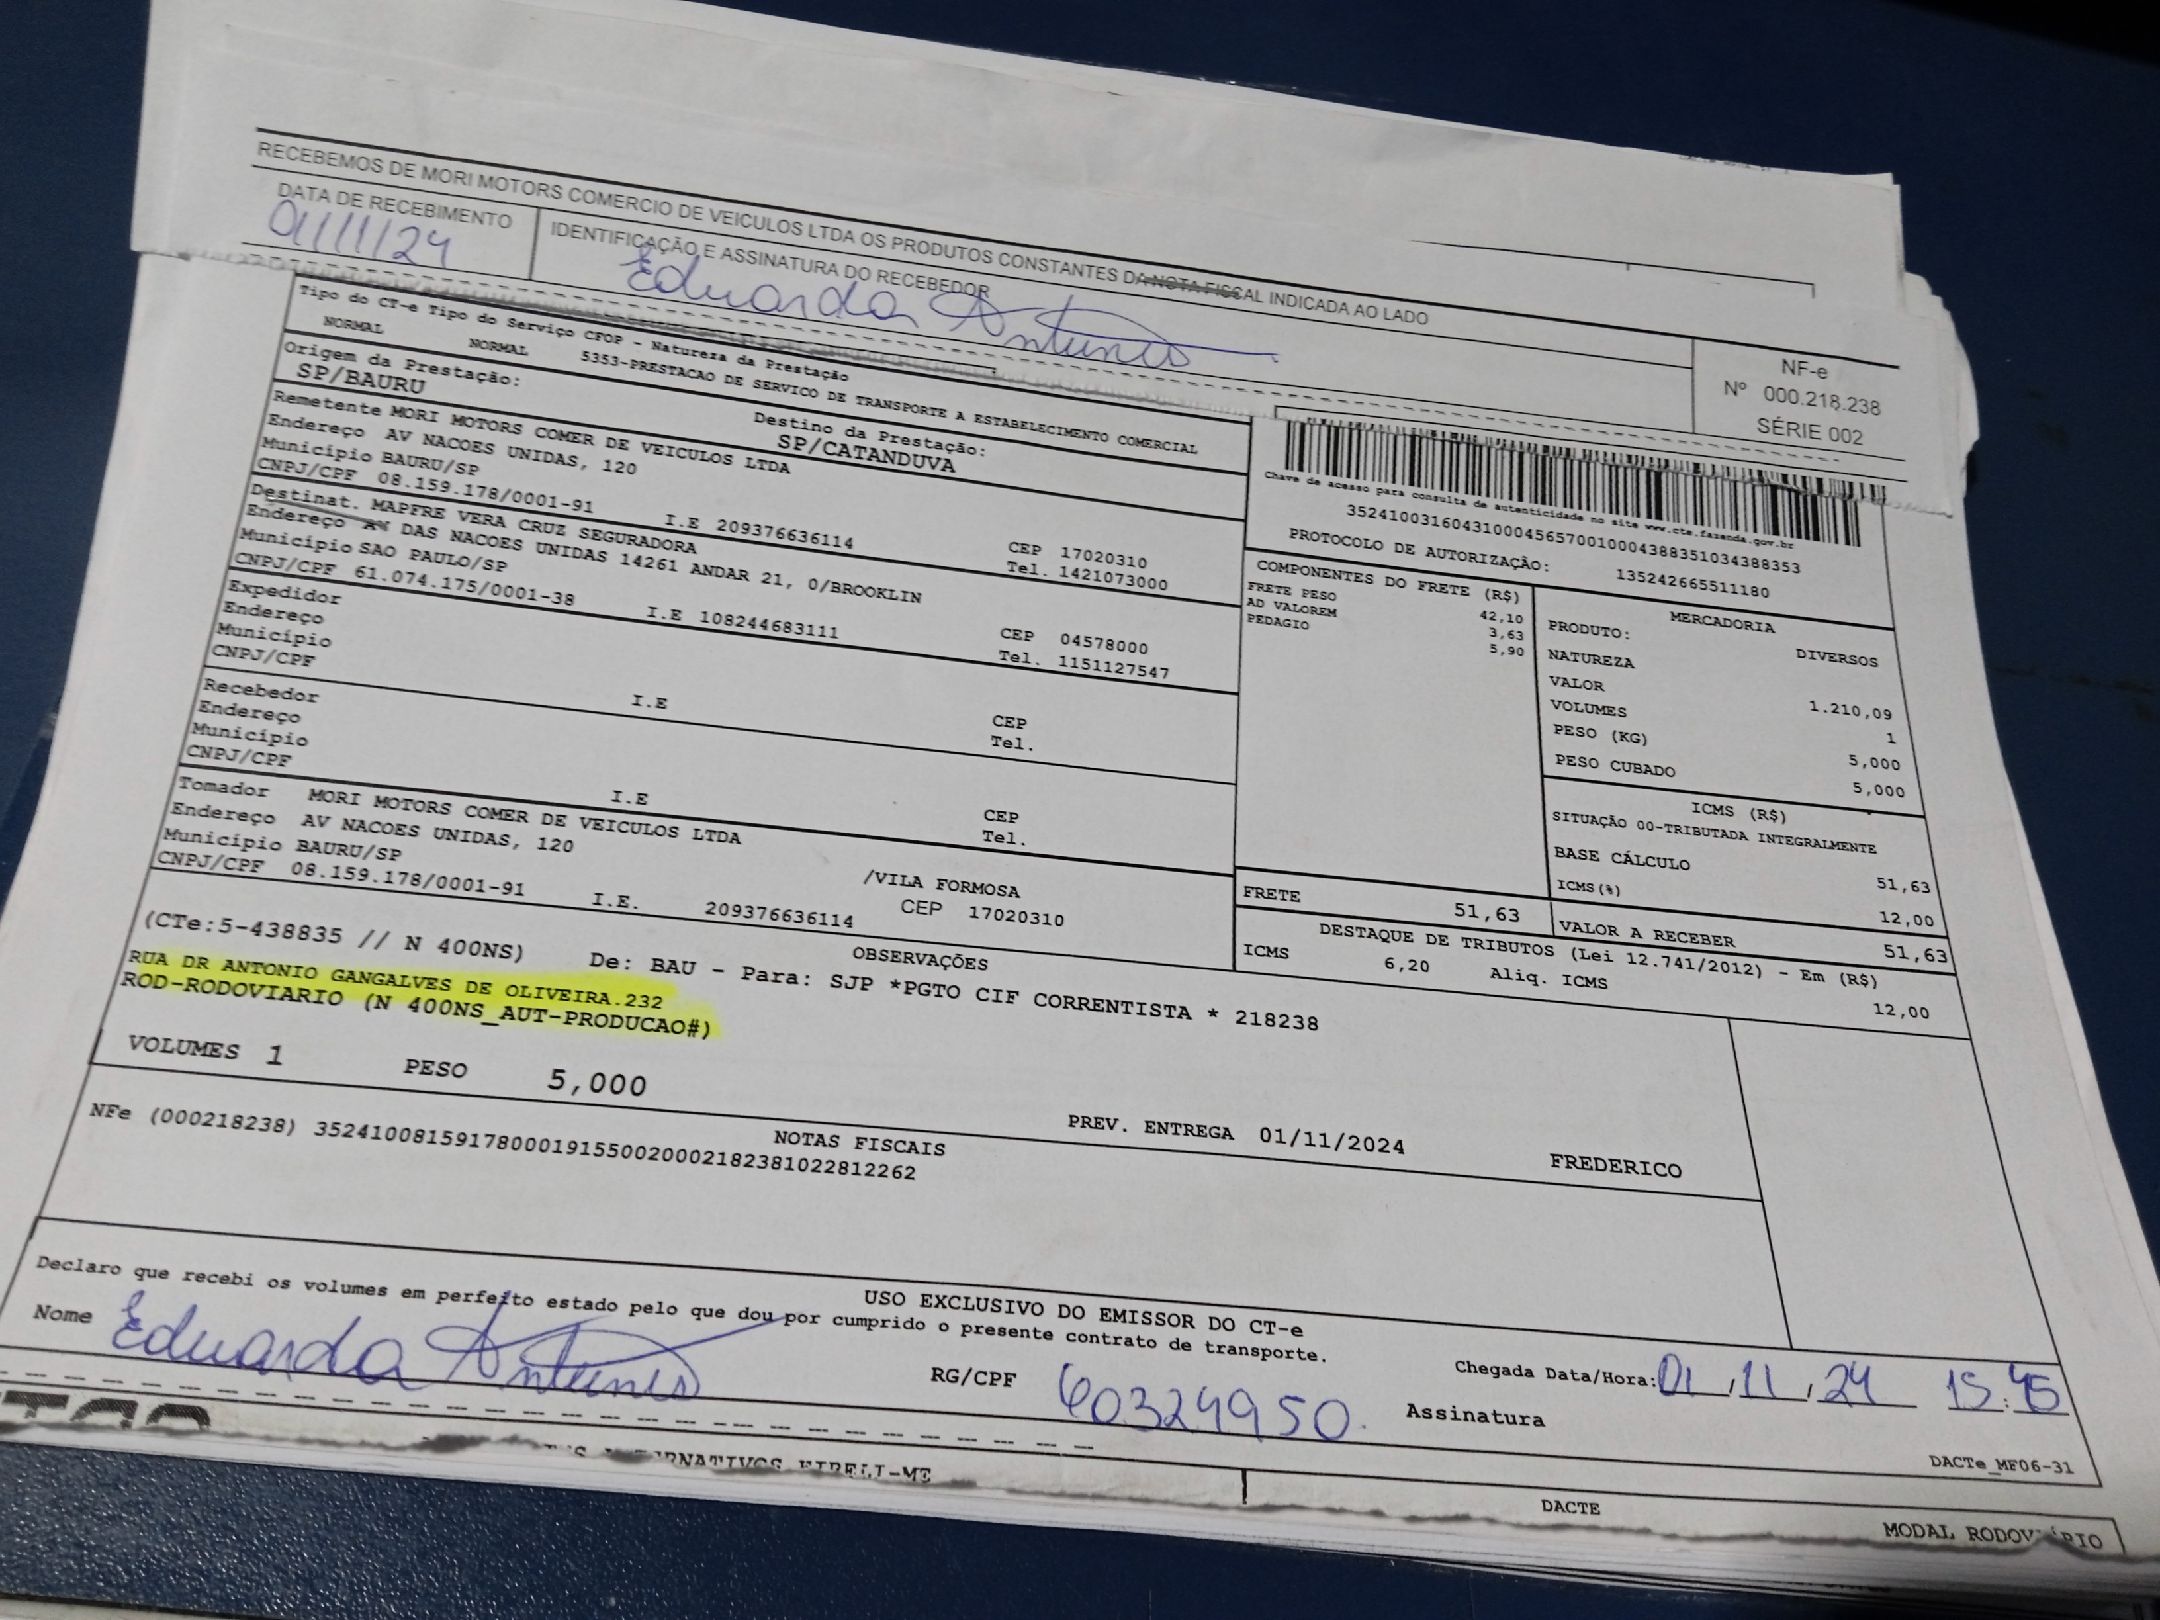 RECEBEMOS DE MORI MOTORS COMERCIO DE VEICULOS LTDA OS PRODUTOS CONSTANTES DA NOTA FISCAL INDICADA AO LADO
DATA DE RECEBIMENTO
01/11/24
IDENTIFICAÇÃO E ASSINATURA DO RECEBEDOR
Eduarda Antunes
NF-e
Nº 000.218.238
SÉRIE 002
Tipo do CT-e Tipo do Serviço CFOP - Natureza da Prestação
NORMAL NORMAL 5353-PRESTACAO DE SERVICO DE TRANSPORTE A ESTABELECIMENTO COMERCIAL
Origem da Prestação: Destino da Prestação:
SP/BAURU SP/CATANDUVA
Remetente MORI MOTORS COMER DE VEICULOS LTDA
Endereço AV NACOES UNIDAS, 120
Município BAURU/SP CEP 17020310
CNPJ/CPF 08.159.178/0001-91 I.E 209376636114 Tel. 1421073000
Destinat. MAPFRE VERA CRUZ SEGURADORA
Endereço AV DAS NACOES UNIDAS 14261 ANDAR 21, 0/BROOKLIN
Município SAO PAULO/SP CEP 04578000
CNPJ/CPF 61.074.175/0001-38 I.E 108244683111 Tel. 1151127547
Expedidor
Endereço
Município CEP
CNPJ/CPF I.E Tel.
Recebedor
Endereço
Município CEP
CNPJ/CPF I.E Tel.
Tomador MORI MOTORS COMER DE VEICULOS LTDA
Endereço AV NACOES UNIDAS, 120 /VILA FORMOSA
Município BAURU/SP CEP 17020310
CNPJ/CPF 08.159.178/0001-91 I.E. 209376636114
Chave de acesso para consulta de autenticidade no site www.cte.fazenda.gov.br
35241003160431000456570010004388351034388353
PROTOCOLO DE AUTORIZAÇÃO: 135242665511180
COMPONENTES DO FRETE (R$)
FRETE PESO 42,10
AD VALOREM 3,63
PEDAGIO 5,90
MERCADORIA
PRODUTO: DIVERSOS
NATUREZA
VALOR 1.210,09
VOLUMES 1
PESO (KG) 5,000
PESO CUBADO 5,000
ICMS (R$)
SITUAÇÃO 00-TRIBUTADA INTEGRALMENTE
BASE CÁLCULO 51,63
ICMS(%) 12,00
FRETE 51,63 VALOR A RECEBER 51,63
DESTAQUE DE TRIBUTOS (Lei 12.741/2012) - Em (R$)
ICMS 6,20 Aliq. ICMS 12,00
OBSERVAÇÕES
(CTe:5-438835 // N 400NS) De: BAU - Para: SJP *PGTO CIF CORRENTISTA * 218238
RUA DR ANTONIO GANGALVES DE OLIVEIRA.232
ROD-RODOVIARIO (N 400NS_AUT-PRODUCAO#)
VOLUMES 1 PESO 5,000 PREV. ENTREGA 01/11/2024 FREDERICO
NOTAS FISCAIS
NFe (000218238) 35241008159178000191550020002182381022812262
USO EXCLUSIVO DO EMISSOR DO CT-e
Declaro que recebi os volumes em perfeito estado pelo que dou por cumprido o presente contrato de transporte.
Nome Eduarda Antunes RG/CPF 60324950. Assinatura
Chegada Data/Hora: 01/11/24 15:45
DACTe_MF06-31
DACTE
MODAL RODOVIÁRIO